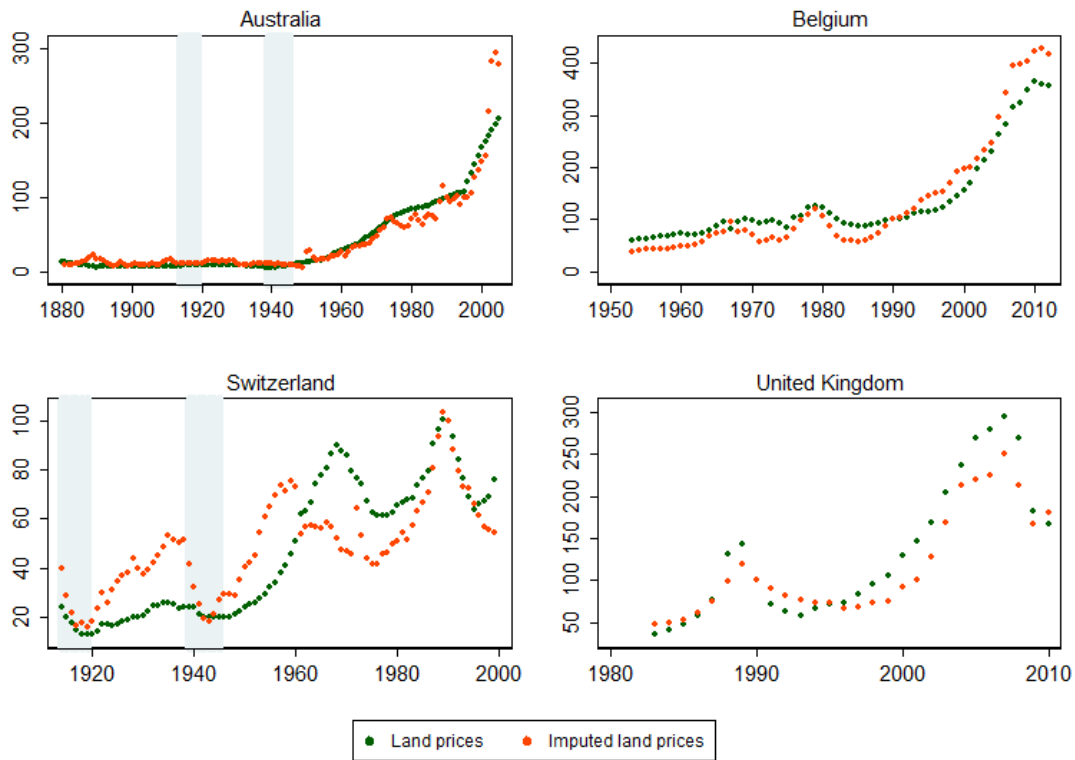 Australia
0 100 200 300
1880 1900 1920 1940 1960 1980 2000
Belgium
0 100 200 300 400
1950 1960 1970 1980 1990 2000 2010
Switzerland
20 40 60 80 100
1920 1940 1960 1980 2000
United Kingdom
50 100 150 200 250 300
1980 1990 2000 2010
Land prices Imputed land prices